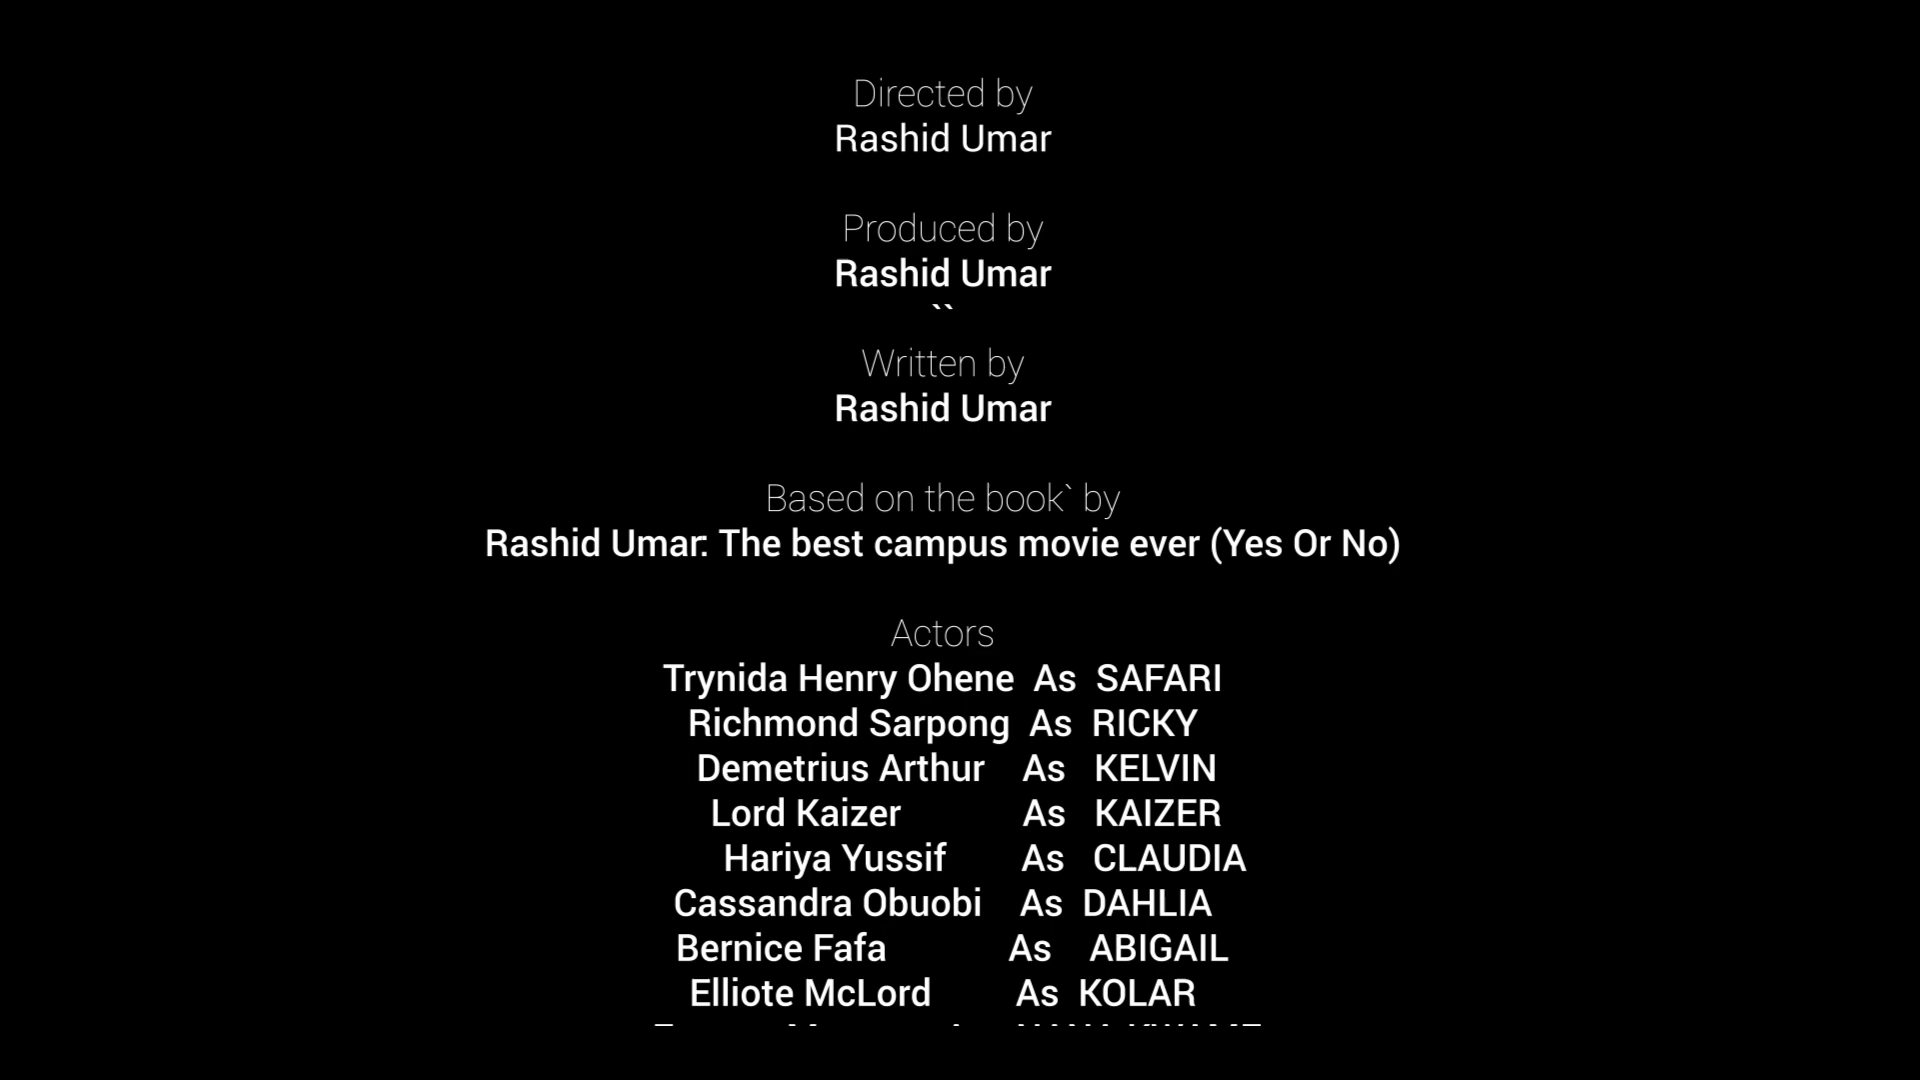 Directed by
Rashid Umar
Produced by
Rashid Umar
``
Written by
Rashid Umar
Based on the book` by
Rashid Umar: The best campus movie ever (Yes Or No)
Actors
Trynida Henry Ohene As SAFARI
Richmond Sarpong As RICKY
Demetrius Arthur As KELVIN
Lord Kaizer As KAIZER
Hariya Yussif As CLAUDIA
Cassandra Obuobi As DAHLIA
Bernice Fafa As ABIGAIL
Elliote McLord As KOLAR